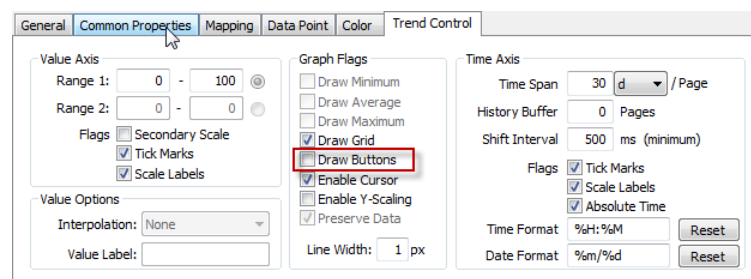 General Common Properties Mapping Data Point Color Trend Control
Value Axis
Range 1: 0 - 100
Range 2: 0 - 0
Flags Secondary Scale
Tick Marks
Scale Labels
Value Options
Interpolation: None
Value Label:
Graph Flags
Draw Minimum
Draw Average
Draw Maximum
Draw Grid
Draw Buttons
Enable Cursor
Enable Y-Scaling
Preserve Data
Line Width: 1 px
Time Axis
Time Span 30 d / Page
History Buffer 0 Pages
Shift Interval 500 ms (minimum)
Flags Tick Marks
Scale Labels
Absolute Time
Time Format %H:%M Reset
Date Format %m/%d Reset